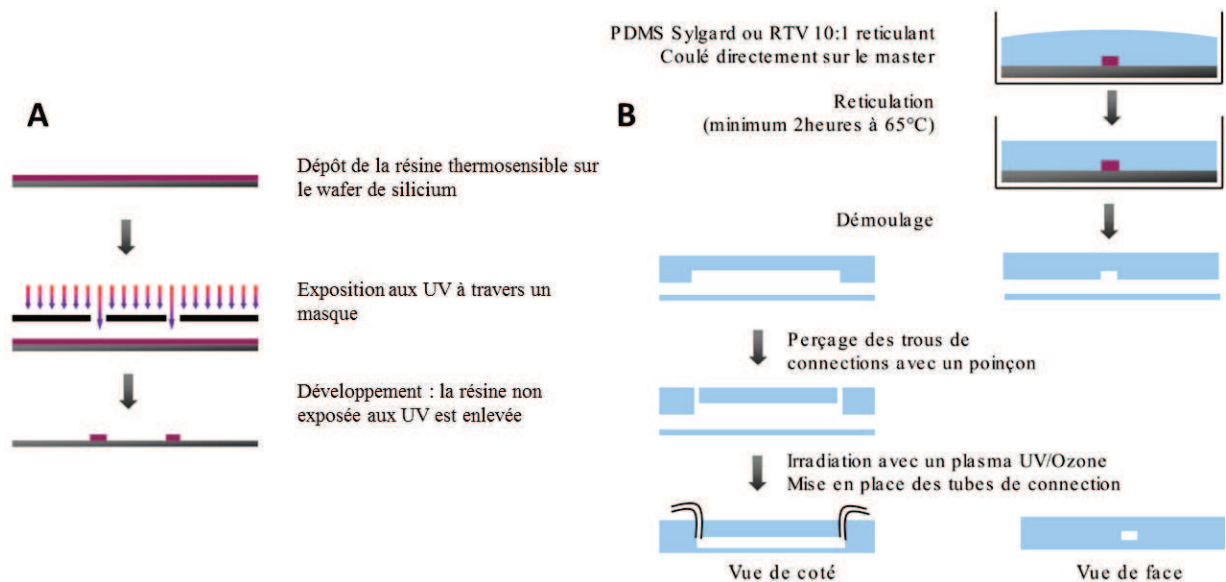 A
Dépôt de la résine thermosensible sur
le wafer de silicium
Exposition aux UV à travers un
masque
Développement : la résine non
exposée aux UV est enlevée
B
PDMS Sylgard ou RTV 10:1 reticulant
Coulé directement sur le master
Reticulation
(minimum 2heures à 65°C)
Démoulage
Perçage des trous de
connections avec un poinçon
Irradiation avec un plasma UV/Ozone
Mise en place des tubes de connection
Vue de coté
Vue de face